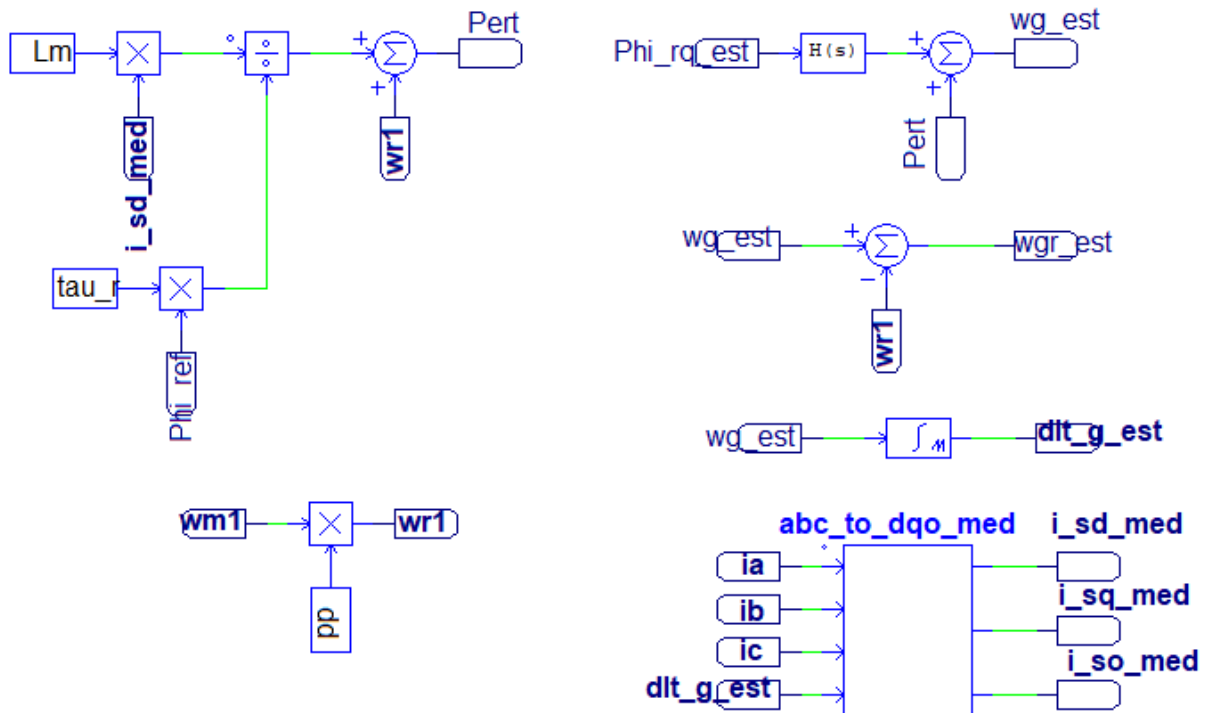 Pert
Lm
i_sd_med
wr1
tau_r
Phi_ref
wm1
wr1
pp
Phi_rq_est
H(s)
wg_est
Pert
wg_est
wgr_est
wr1
wg_est
dlt_g_est
abc_to_dqo_med
i_sd_med
ia
i_sq_med
ib
ic
i_so_med
dlt_g_est